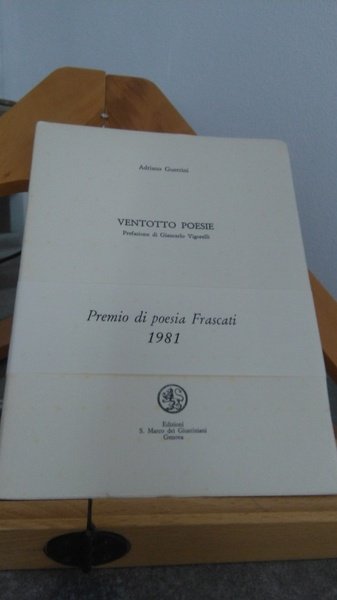 Adriano Guerrini
VENTOTTO POESIE
Prefazione di Giancarlo Vigorelli
Premio di poesia Frascati
1981
Edizioni
S. Marco dei Giustiniani
Genova